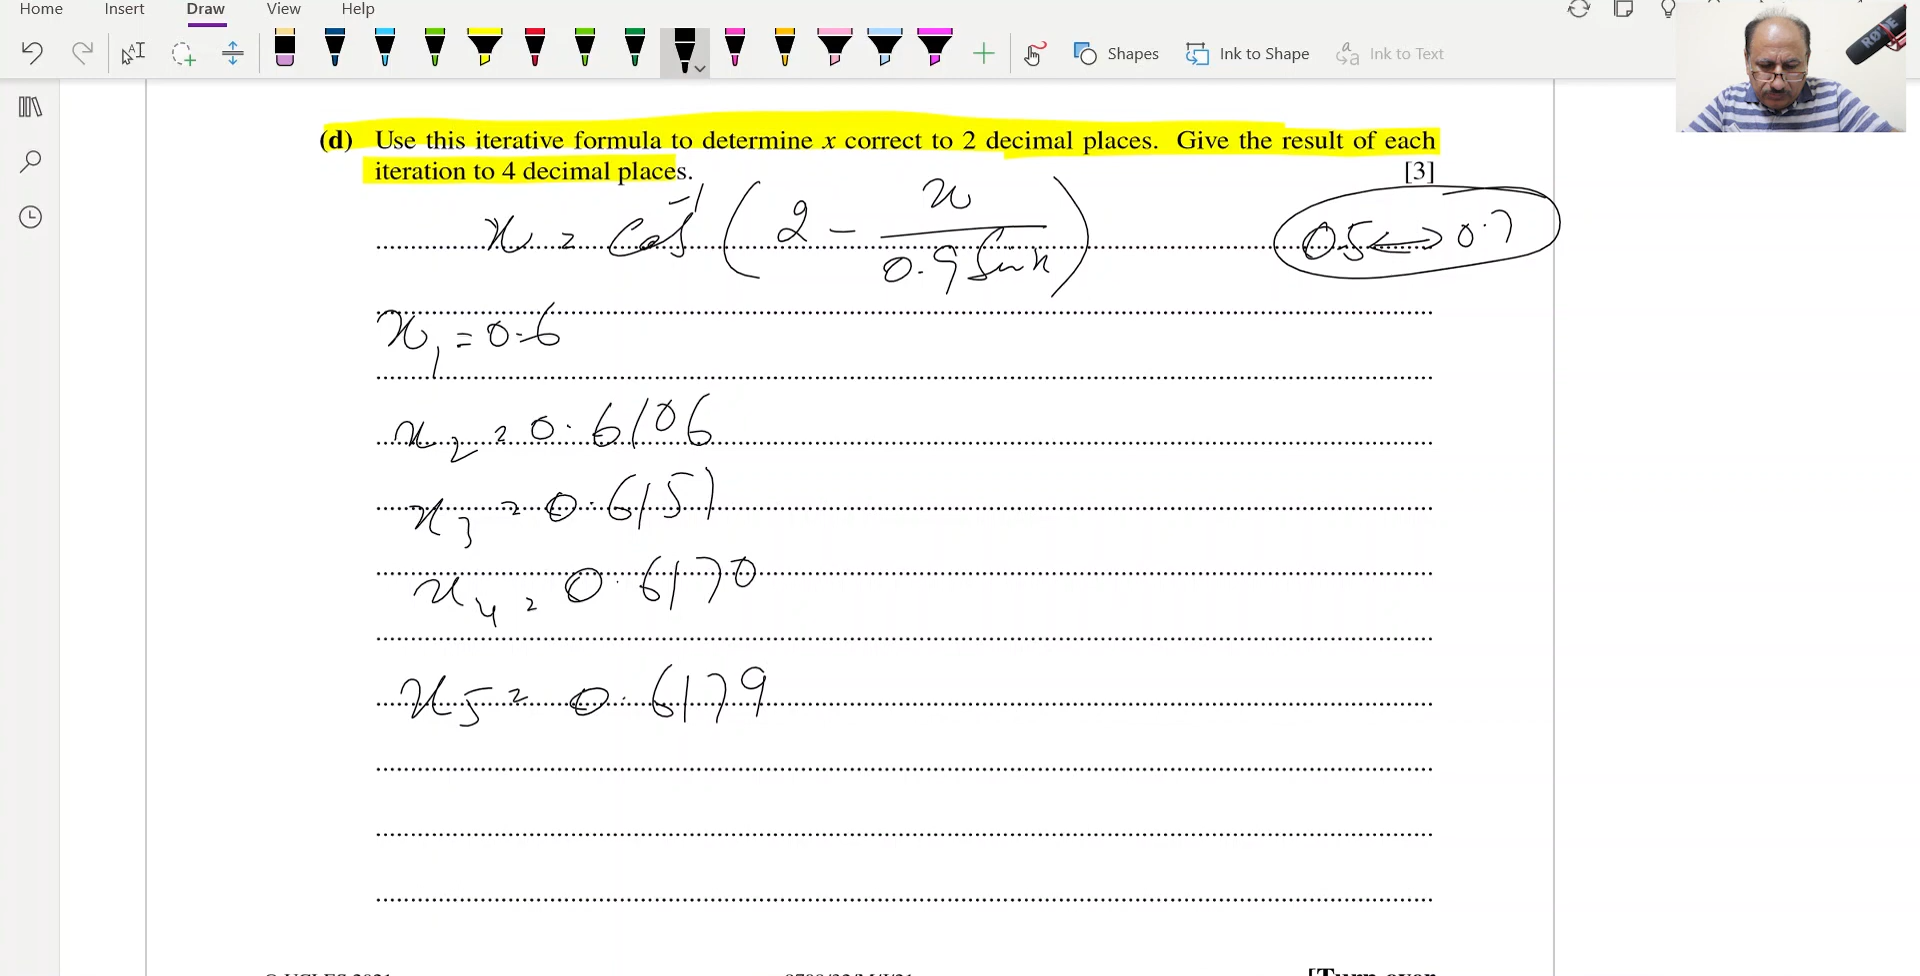 Home Insert Draw View Help
Shapes Ink to Shape Ink to Text
(d) Use this iterative formula to determine x correct to 2 decimal places. Give the result of each
iteration to 4 decimal places. [3]
x = cos⁻¹ (2 - x / 0.9 Sin x) 0.5 ↔ 0.7
x₁ = 0.6
x₂ = 0.6106
x₃ = 0.6151
x₄ = 0.6170
x₅ = 0.6179
RODE